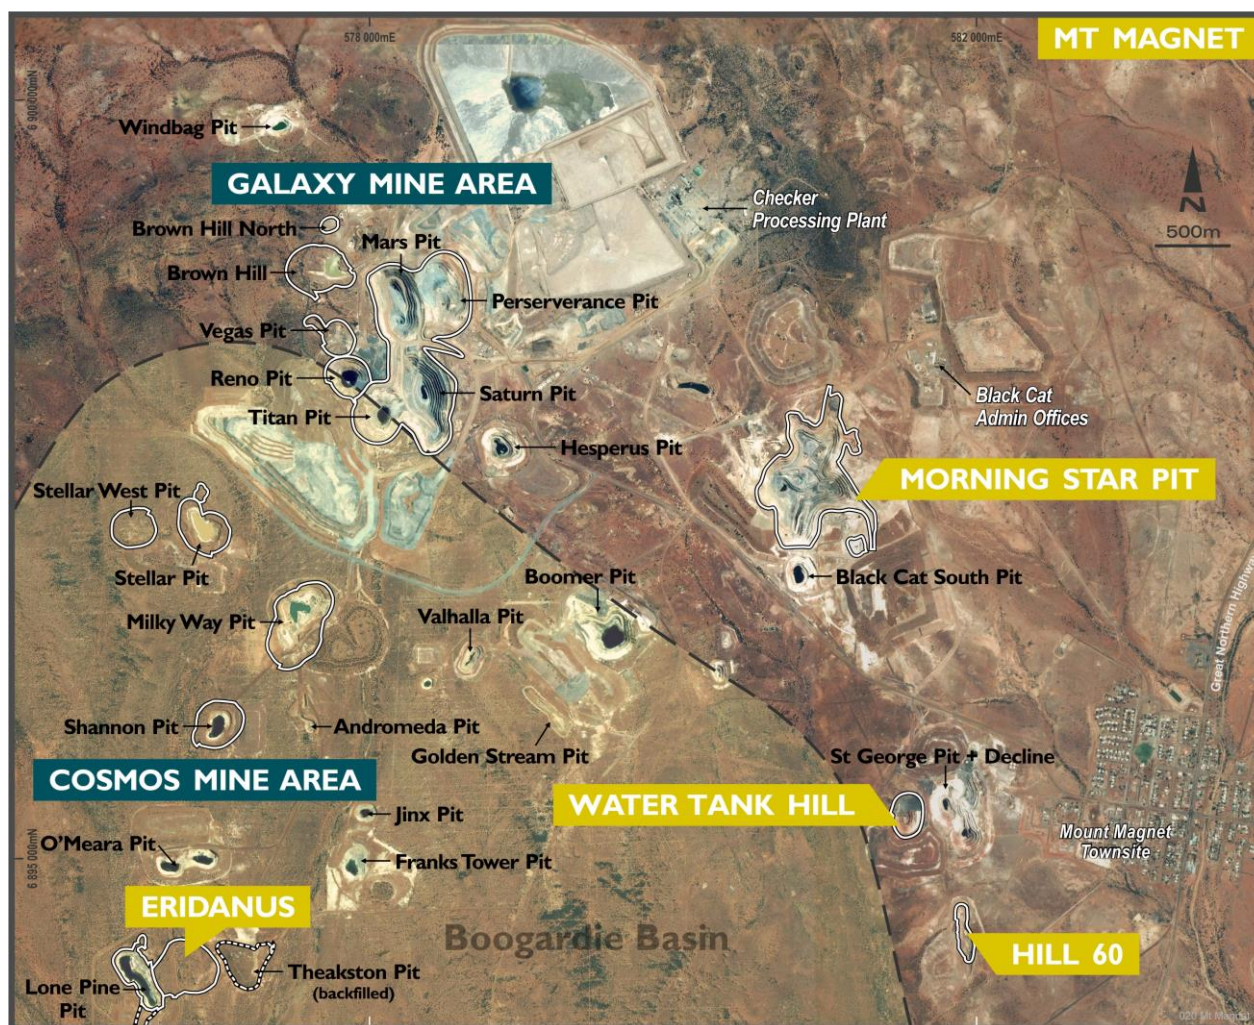 578 000mE
582 000mE
MT MAGNET
6 900 000mN
Windbag Pit
GALAXY MINE AREA
Checker
Processing Plant
N
500m
Brown Hill North
Mars Pit
Brown Hill
Perserverance Pit
Vegas Pit
Reno Pit
Saturn Pit
Titan Pit
Black Cat
Admin Offices
Hesperus Pit
MORNING STAR PIT
Stellar West Pit
Stellar Pit
Boomer Pit
Black Cat South Pit
Milky Way Pit
Valhalla Pit
Great Northern Highway
Shannon Pit
Andromeda Pit
Golden Stream Pit
St George Pit + Decline
COSMOS MINE AREA
WATER TANK HILL
Jinx Pit
Mount Magnet
Townsite
O'Meara Pit
Franks Tower Pit
6 895 000mN
ERIDANUS
Boogardie Basin
HILL 60
Theakston Pit
(backfilled)
Lone Pine
Pit